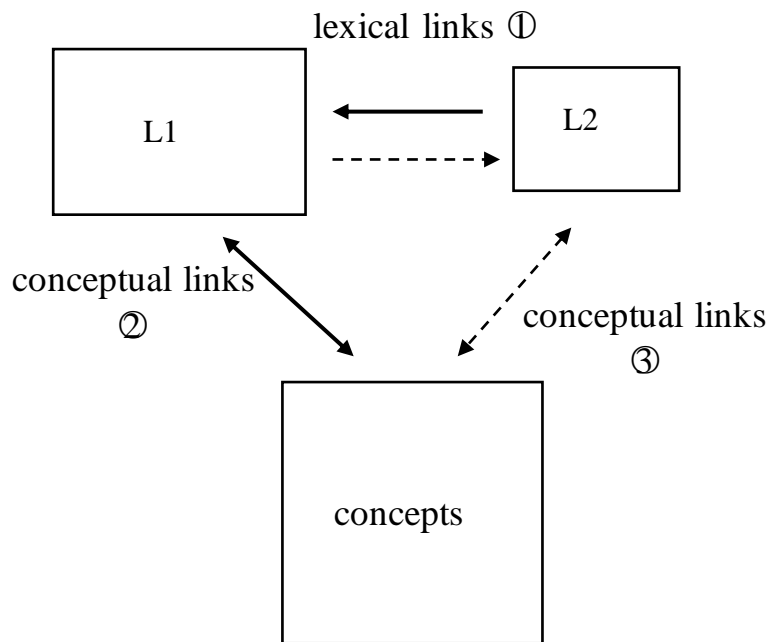 lexical links ①
L1
L2
conceptual links
②
conceptual links
③
concepts